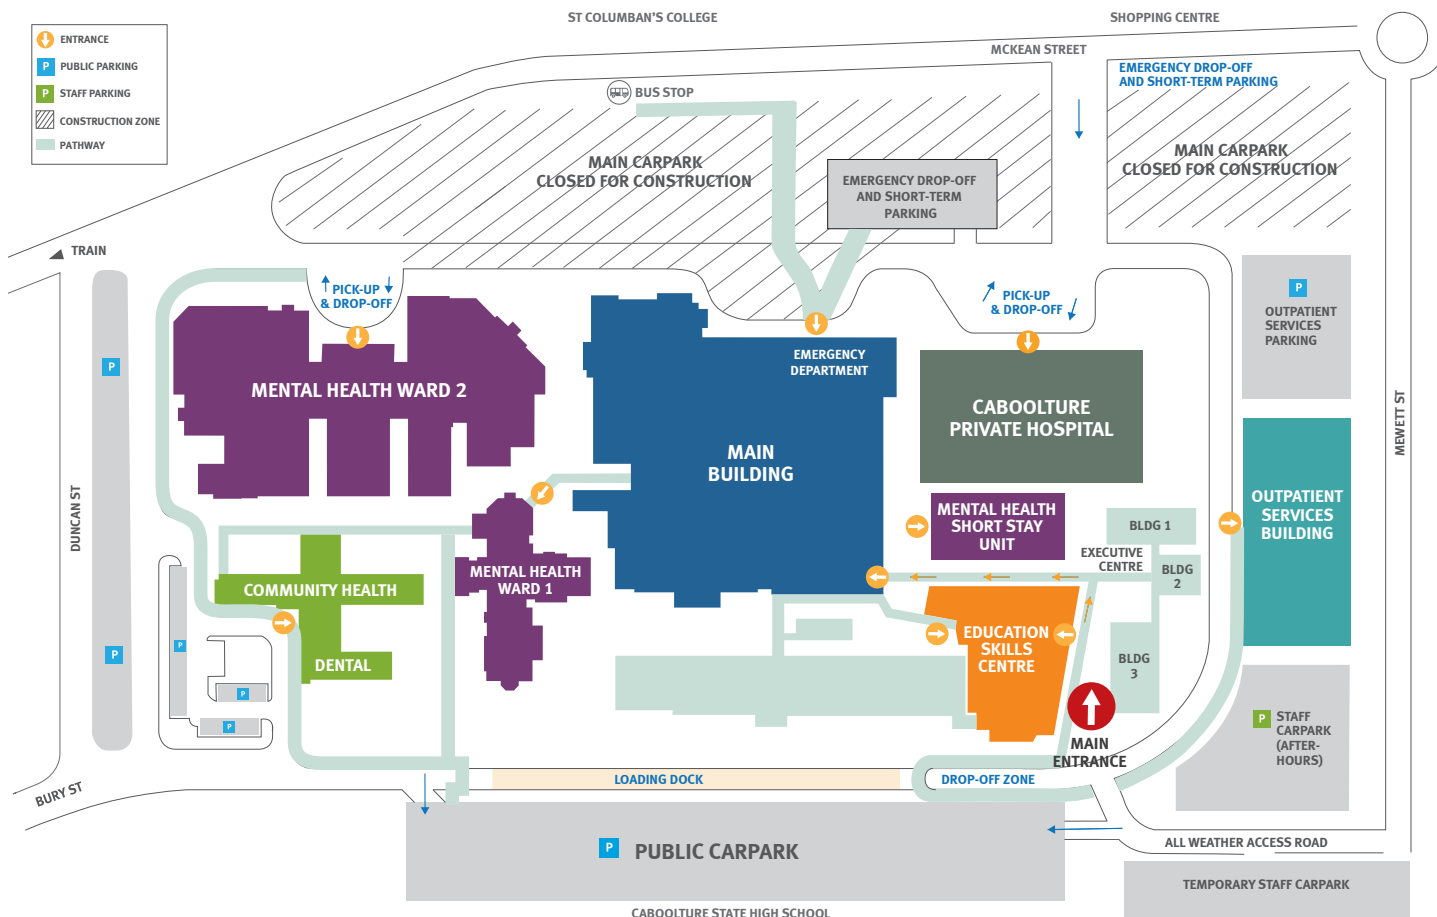 ST COLUMBAN'S COLLEGE
SHOPPING CENTRE
ENTRANCE
P PUBLIC PARKING
P STAFF PARKING
CONSTRUCTION ZONE
PATHWAY
MCKEAN STREET
EMERGENCY DROP-OFF
AND SHORT-TERM PARKING
BUS STOP
MAIN CARPARK
CLOSED FOR CONSTRUCTION
EMERGENCY DROP-OFF
AND SHORT-TERM
PARKING
MAIN CARPARK
CLOSED FOR CONSTRUCTION
TRAIN
PICK-UP
& DROP-OFF
PICK-UP
& DROP-OFF
P
OUTPATIENT
SERVICES
PARKING
P
MENTAL HEALTH WARD 2
EMERGENCY
DEPARTMENT
CABOOLTURE
PRIVATE HOSPITAL
MEWETT ST
MAIN
BUILDING
DUNCAN ST
MENTAL HEALTH
SHORT STAY
UNIT
BLDG 1
OUTPATIENT
SERVICES
BUILDING
EXECUTIVE
CENTRE
BLDG
2
COMMUNITY HEALTH
MENTAL HEALTH
WARD 1
P
P
DENTAL
EDUCATION
SKILLS
CENTRE
BLDG
3
P
P
P
STAFF
CARPARK
(AFTER-
HOURS)
MAIN
ENTRANCE
BURY ST
LOADING DOCK
DROP-OFF ZONE
P PUBLIC CARPARK
ALL WEATHER ACCESS ROAD
TEMPORARY STAFF CARPARK
CABOOLTURE STATE HIGH SCHOOL